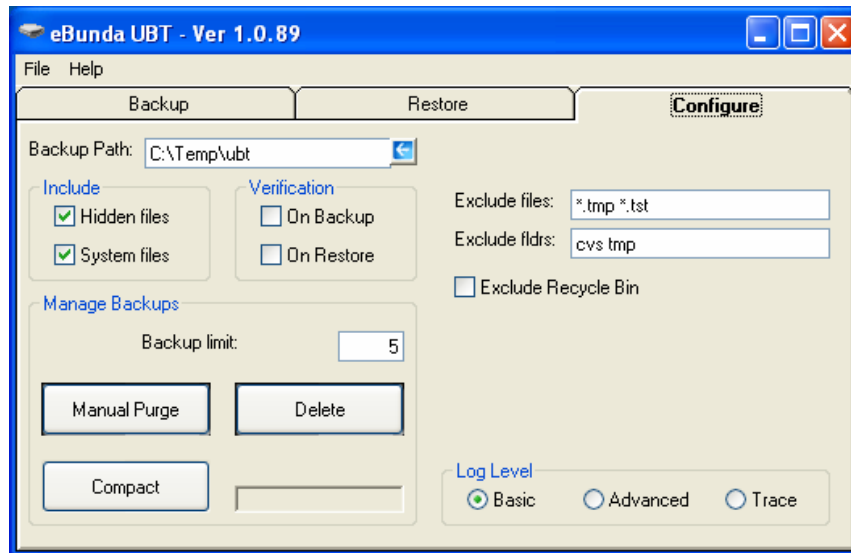 eBunda UBT - Ver 1.0.89
File Help
Backup Restore Configure
Backup Path: C:\Temp\ubt
Include
Hidden files
System files
Verification
On Backup
On Restore
Exclude files: *.tmp *.tst
Exclude fldrs: cvs tmp
Exclude Recycle Bin
Manage Backups
Backup limit: 5
Manual Purge Delete
Compact
Log Level
Basic Advanced Trace